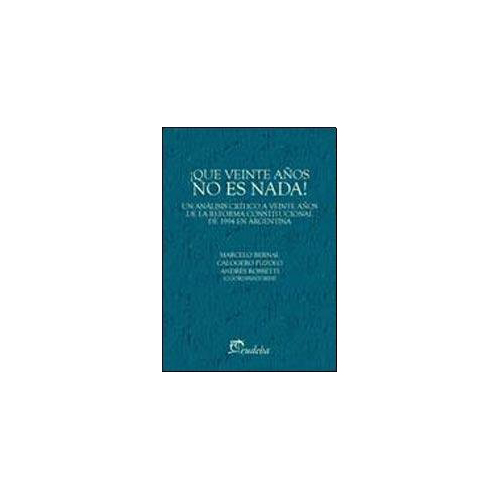 ¡QUE VEINTE AÑOS
NO ES NADA!
UN ANÁLISIS CRÍTICO A VEINTE AÑOS
DE LA REFORMA CONSTITUCIONAL
DE 1994 EN ARGENTINA
MARCELO BERNAL
CALOGERO PIZZOLO
ANDRÉS ROSSETTI
(COORDINADORES)
eudeba